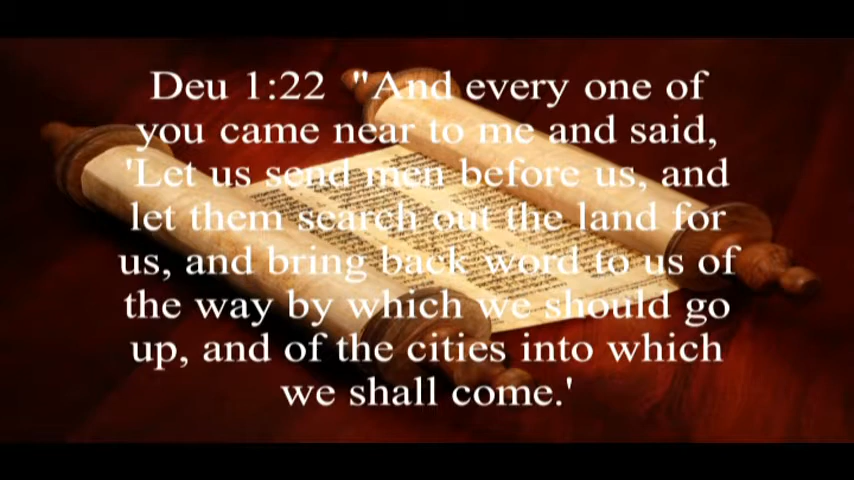 Deu 1:22 "And every one of
you came near to me and said,
'Let us send men before us, and
let them search out the land for
us, and bring back word to us of
the way by which we should go
up, and of the cities into which
we shall come.'